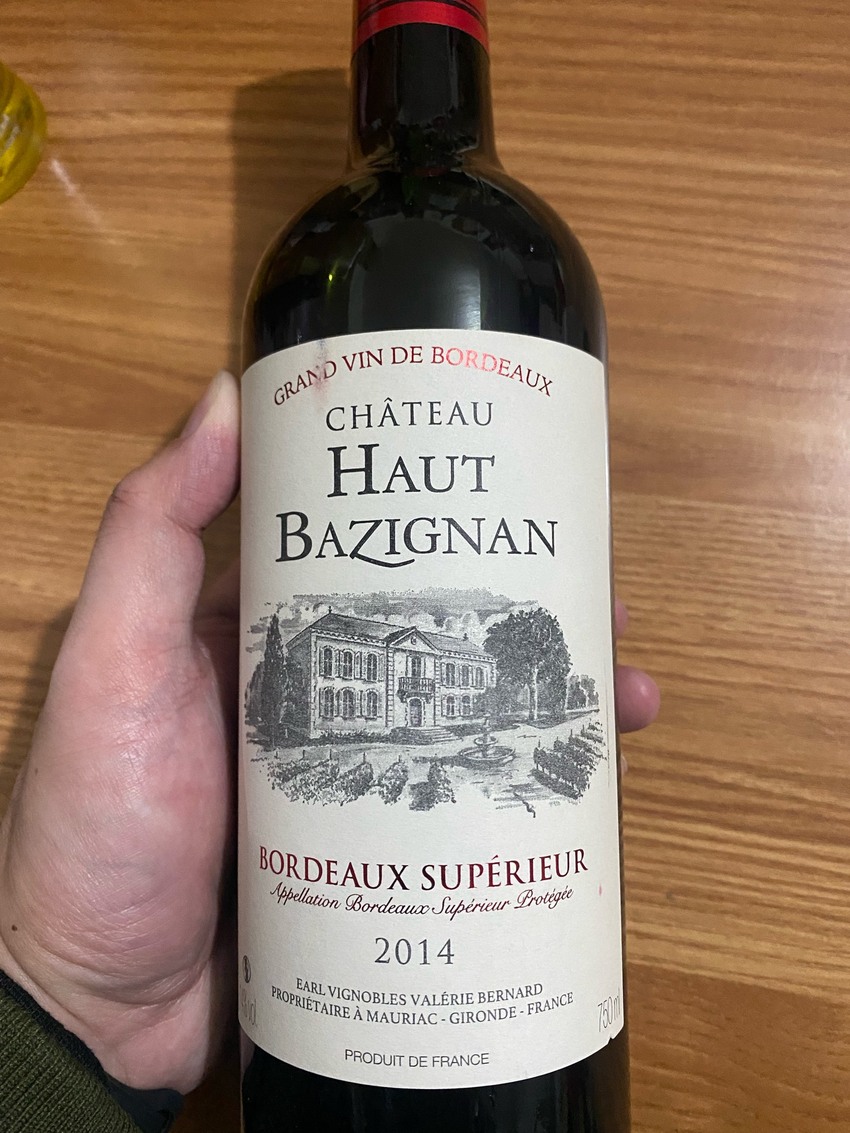 GRAND VIN DE BORDEAUX
CHÂTEAU
HAUT
BAZIGNAN
BORDEAUX SUPÉRIEUR
Appellation Bordeaux Supérieur Protégée
2014
EARL VIGNOBLES VALÉRIE BERNARD
PROPRIÉTAIRE À MAURIAC - GIRONDE - FRANCE
750 ml
PRODUIT DE FRANCE